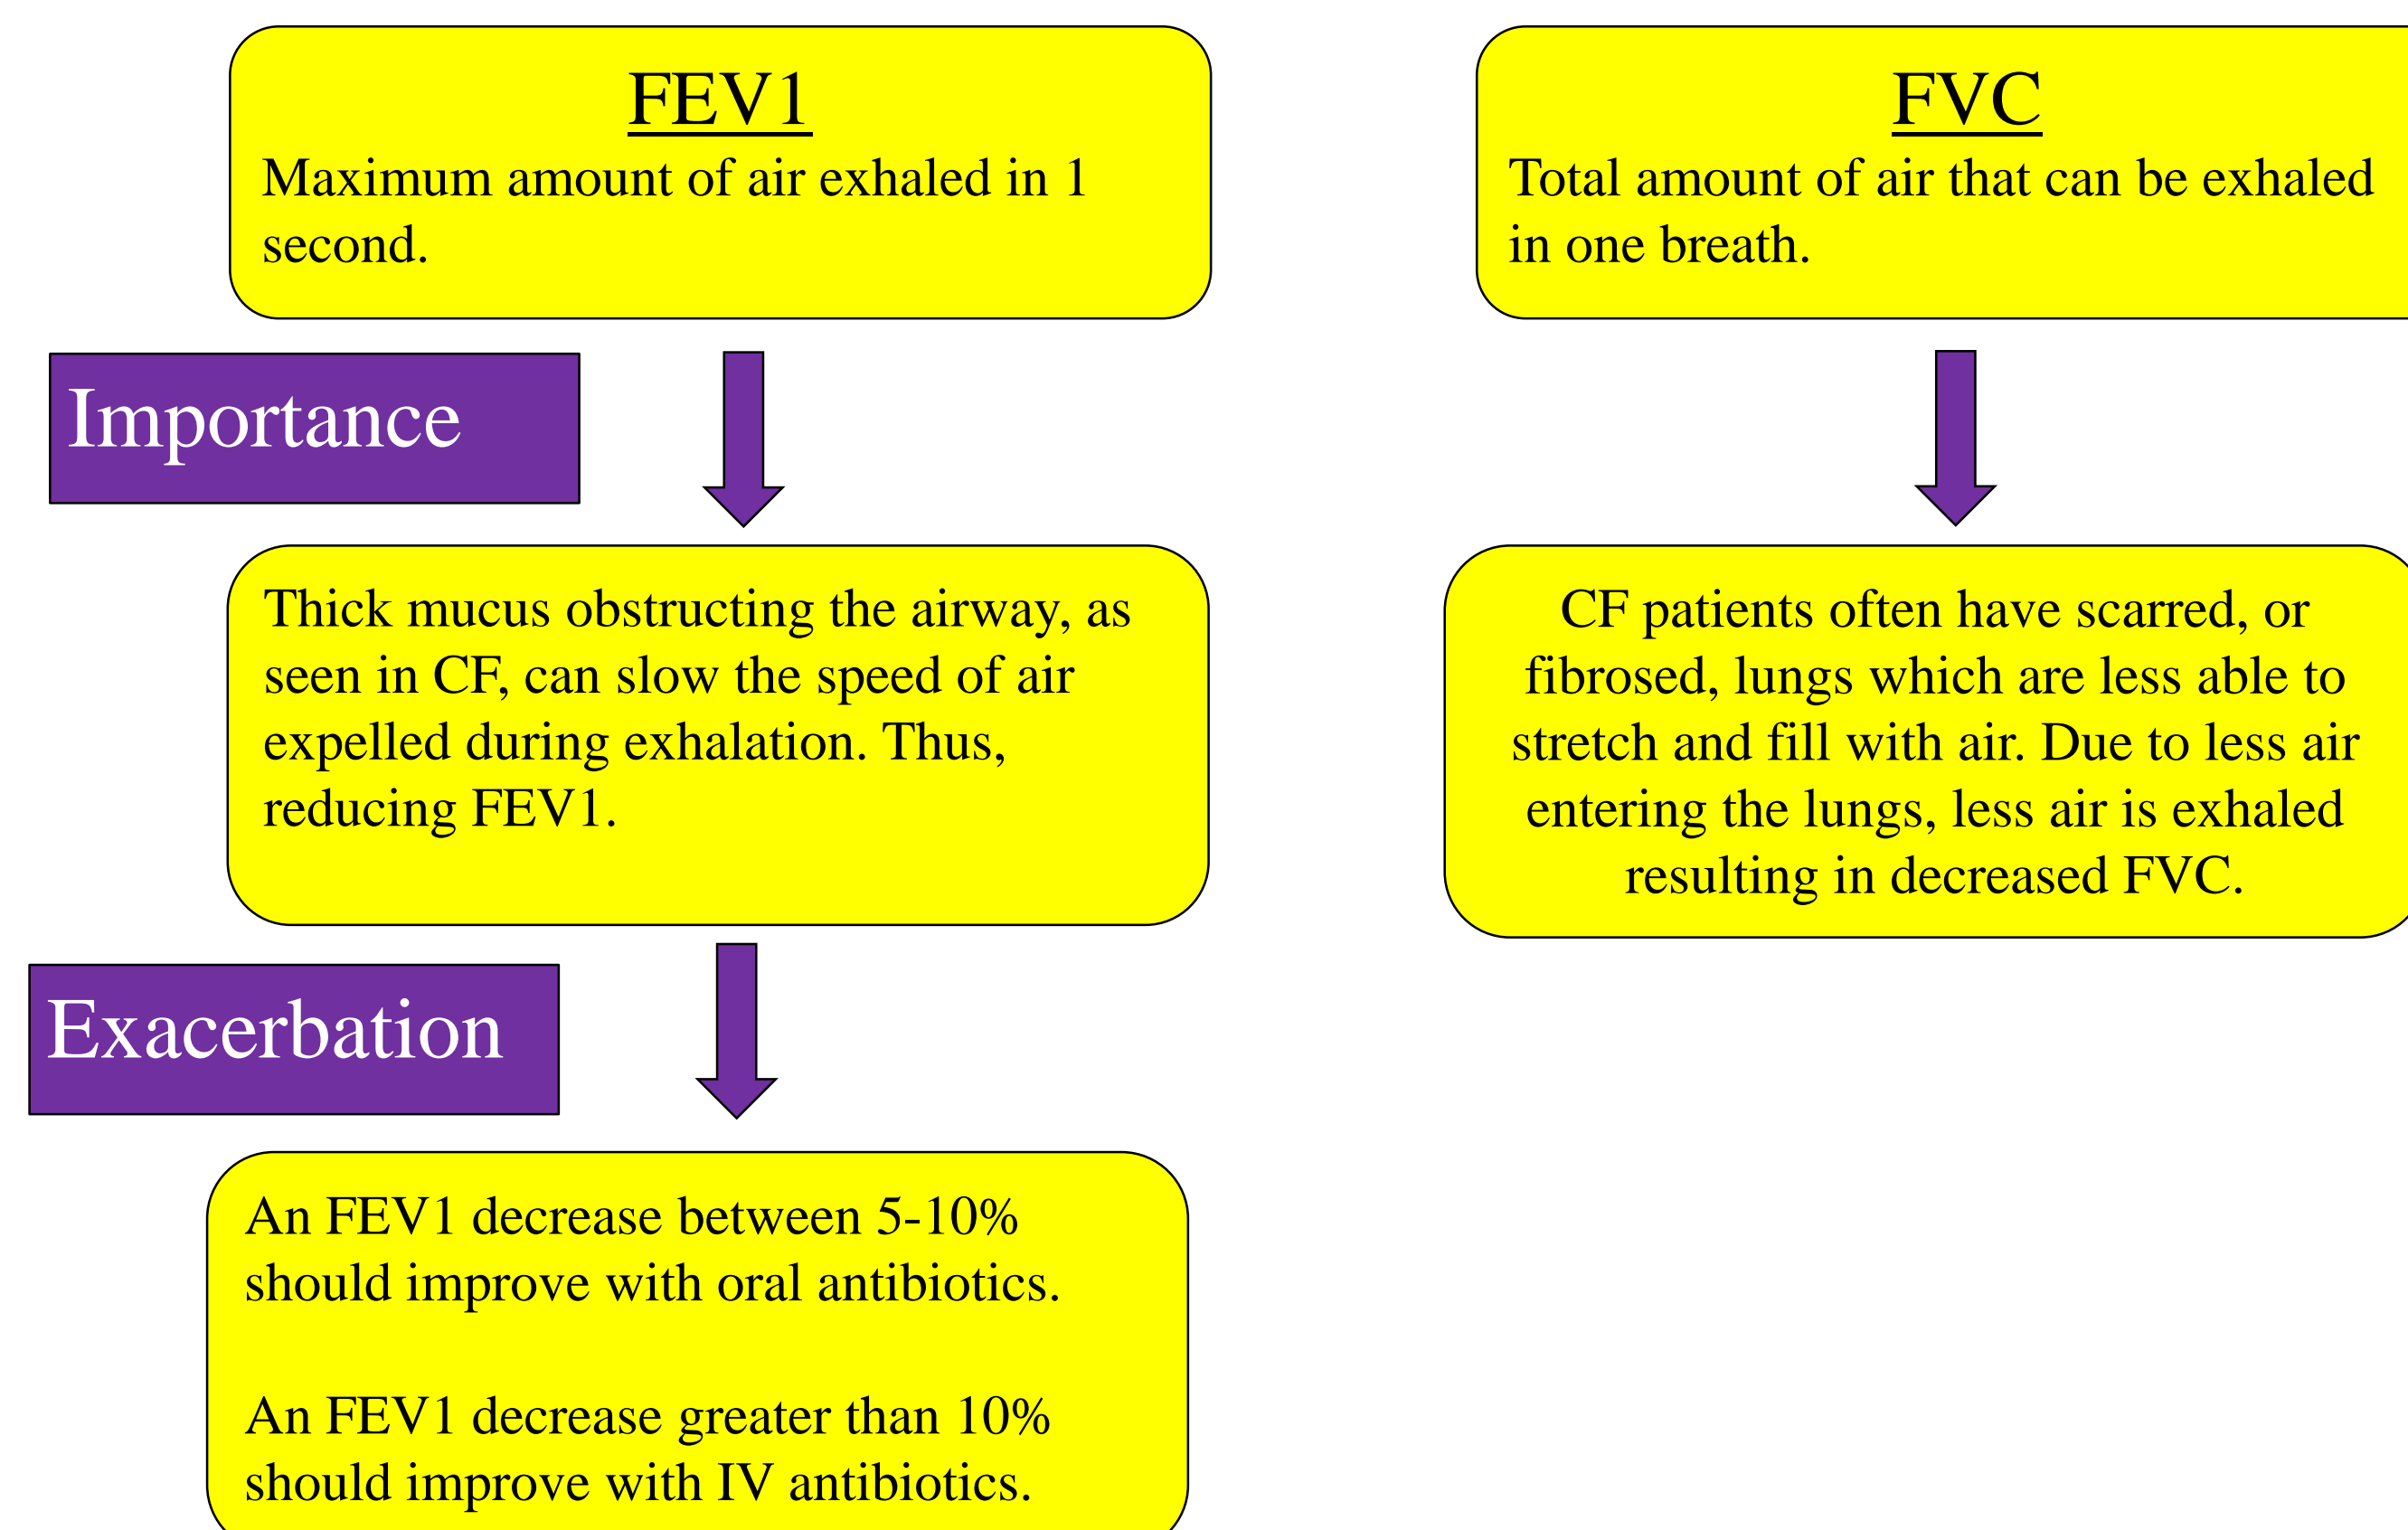 FEV1
Maximum amount of air exhaled in 1
second.
FVC
Total amount of air that can be exhaled
in one breath.
Importance
Thick mucus obstructing the airway, as
seen in CF, can slow the speed of air
expelled during exhalation. Thus,
reducing FEV1.
CF patients often have scarred, or
fibrosed, lungs which are less able to
stretch and fill with air. Due to less air
entering the lungs, less air is exhaled
resulting in decreased FVC.
Exacerbation
An FEV1 decrease between 5-10%
should improve with oral antibiotics.
An FEV1 decrease greater than 10%
should improve with IV antibiotics.